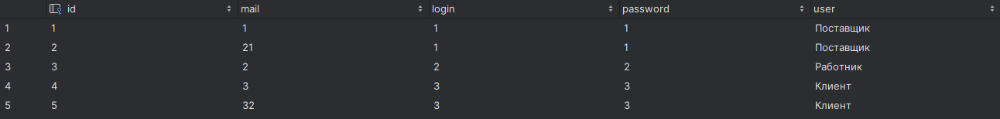 id mail login password user
1 1 1 1 1 Поставщик
2 2 21 1 1 Поставщик
3 3 2 2 2 Работник
4 4 3 3 3 Клиент
5 5 32 3 3 Клиент